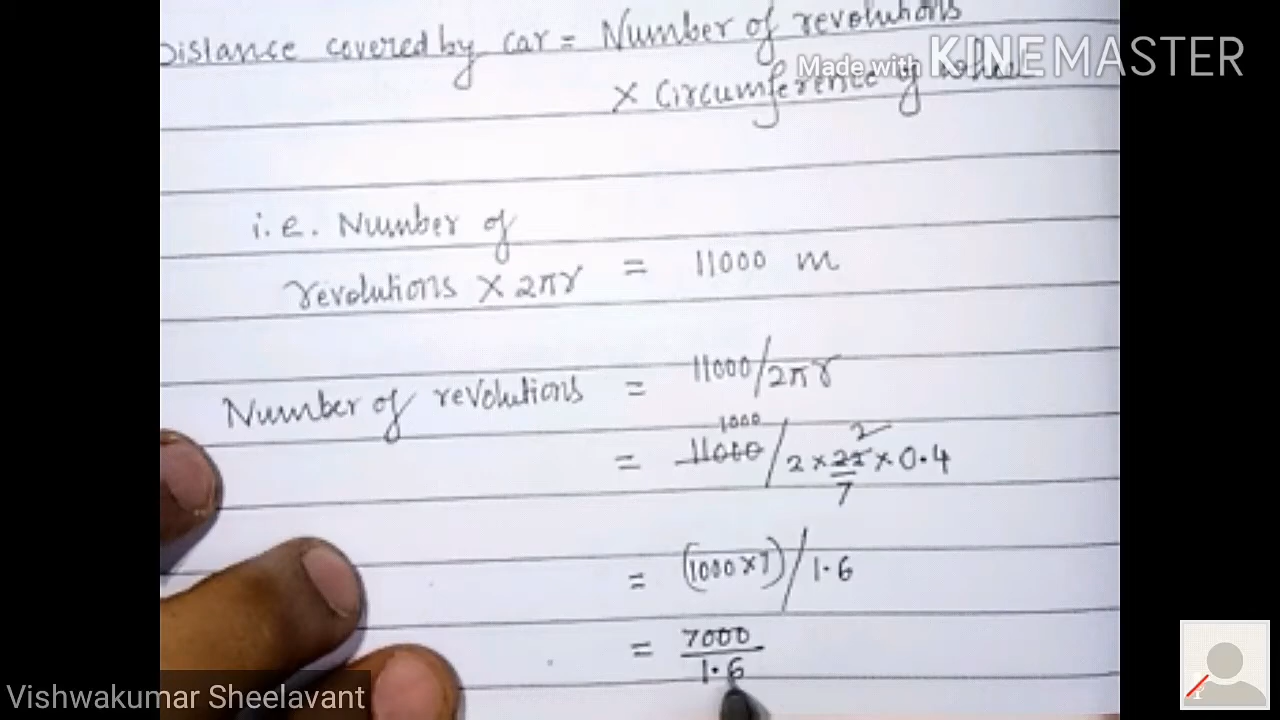 Distance covered by car = Number of revolutions
Made with KINEMASTER
× Circumference of
i.e. Number of
revolutions × 2πr = 11000 m
Number of revolutions = 11000/2πr
1000 2
= 11000 / 2 × 22/7 × 0.4
= (1000×7) / 1.6
= 7000/1.6
Vishwakumar Sheelavant